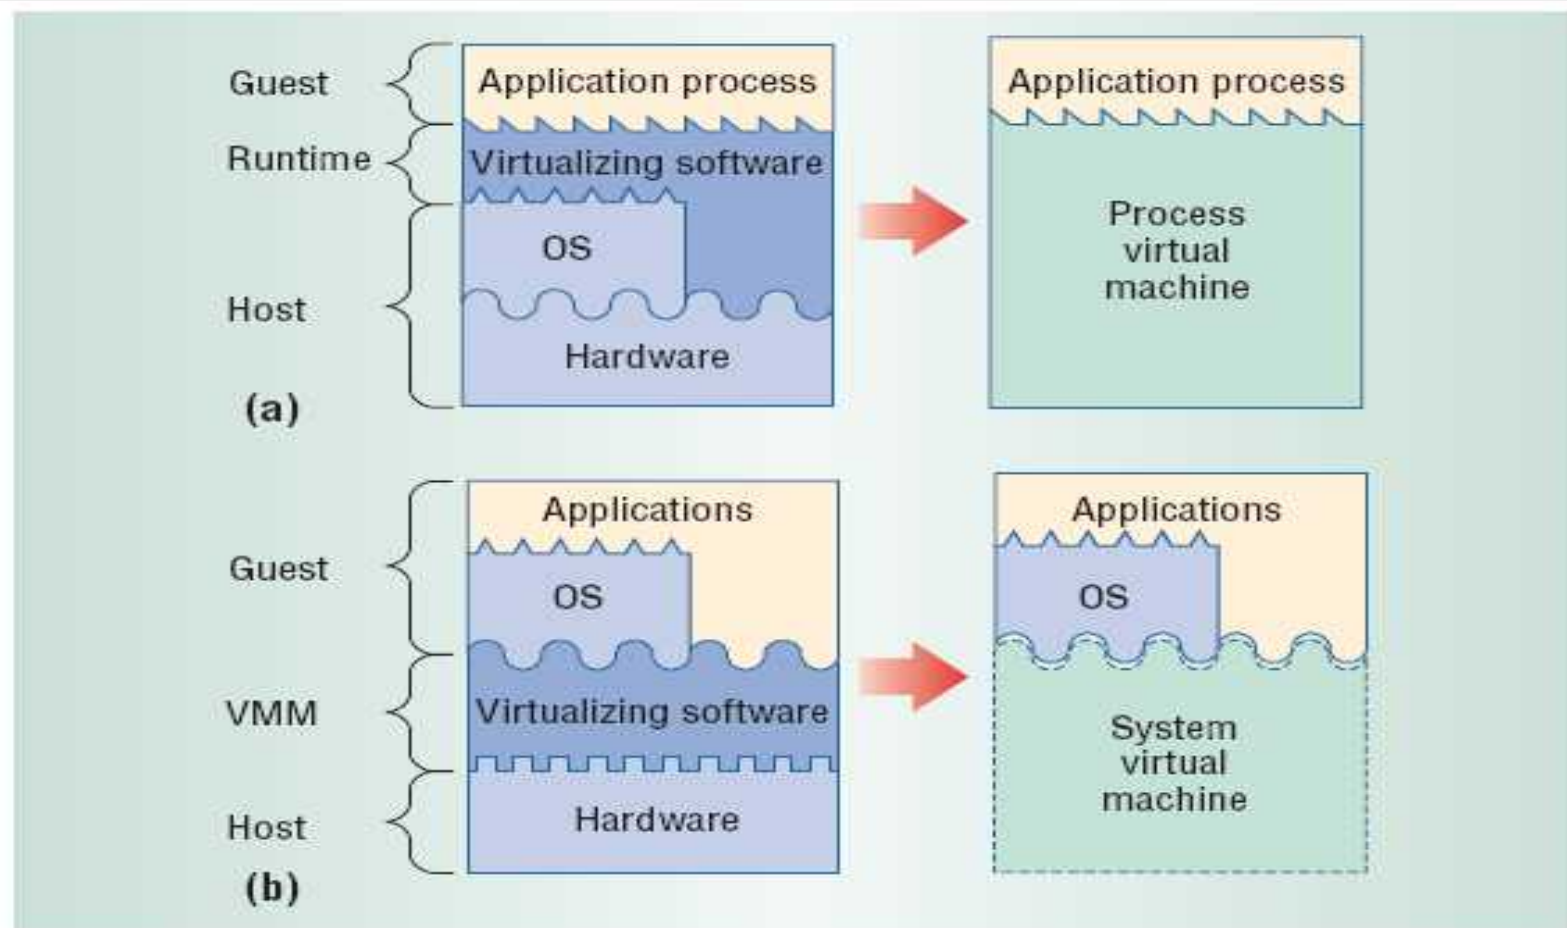 Guest
Application process
Application process
Runtime
Virtualizing software
OS
Process
virtual
machine
Host
Hardware
(a)
Applications
Applications
Guest
OS
OS
VMM
Virtualizing software
System
virtual
machine
Host
Hardware
(b)